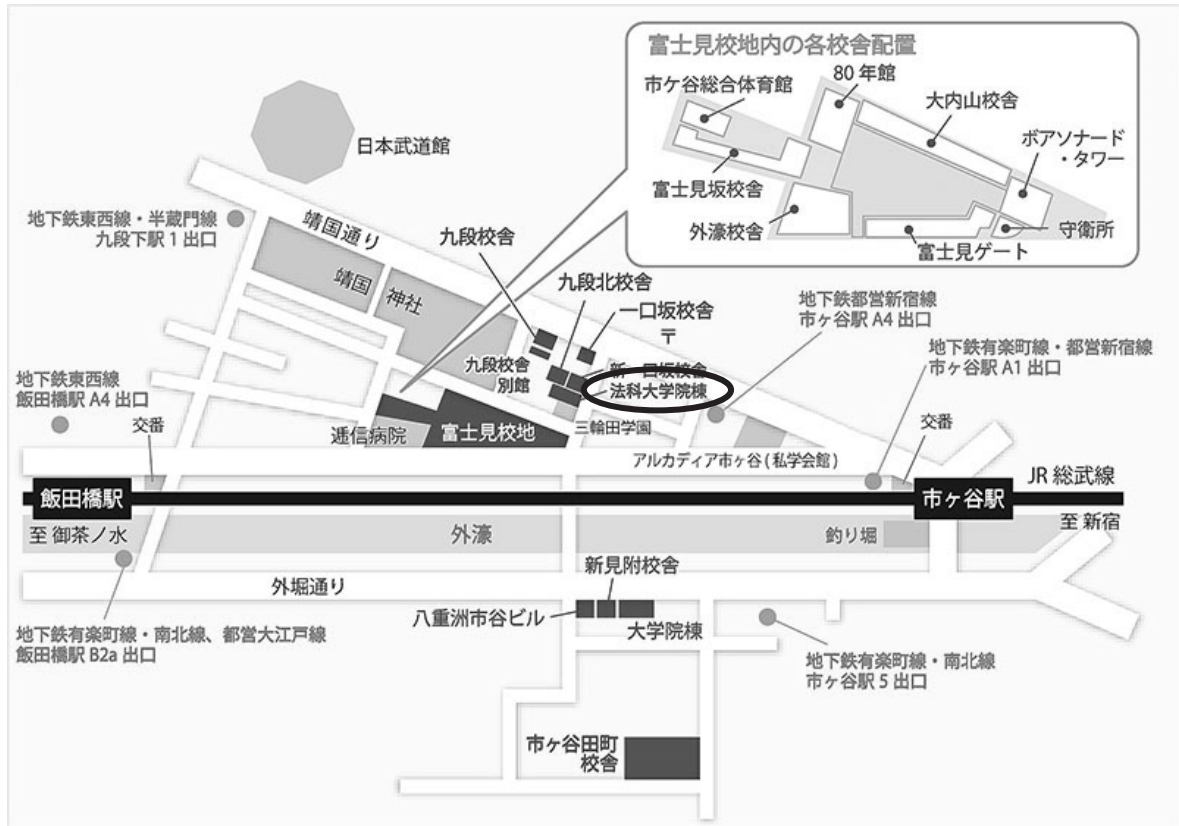 富士見校地内の各校舎配置
80年館
市ケ谷総合体育館
大内山校舎
ボアソナード
・タワー
富士見坂校舎
外濠校舎
守衛所
富士見ゲート
日本武道館
地下鉄東西線・半蔵門線
九段下駅1出口
靖国通り
九段校舎
靖国
神社
九段北校舎
一口坂校舎
〒
地下鉄都営新宿線
市ヶ谷駅A4出口
地下鉄有楽町線・都営新宿線
市ヶ谷駅A1出口
九段校舎
別館
新一口坂校舎
法科大学院棟
地下鉄東西線
飯田橋駅A4出口
交番
逓信病院
富士見校地
三輪田学園
交番
アルカディア市ヶ谷(私学会館)
飯田橋駅
市ヶ谷駅
JR総武線
至 御茶ノ水
外濠
釣り堀
至 新宿
外堀通り
新見附校舎
八重洲市谷ビル
大学院棟
地下鉄有楽町線・南北線、都営大江戸線
飯田橋駅B2a出口
地下鉄有楽町線・南北線
市ヶ谷駅5出口
市ヶ谷田町
校舎